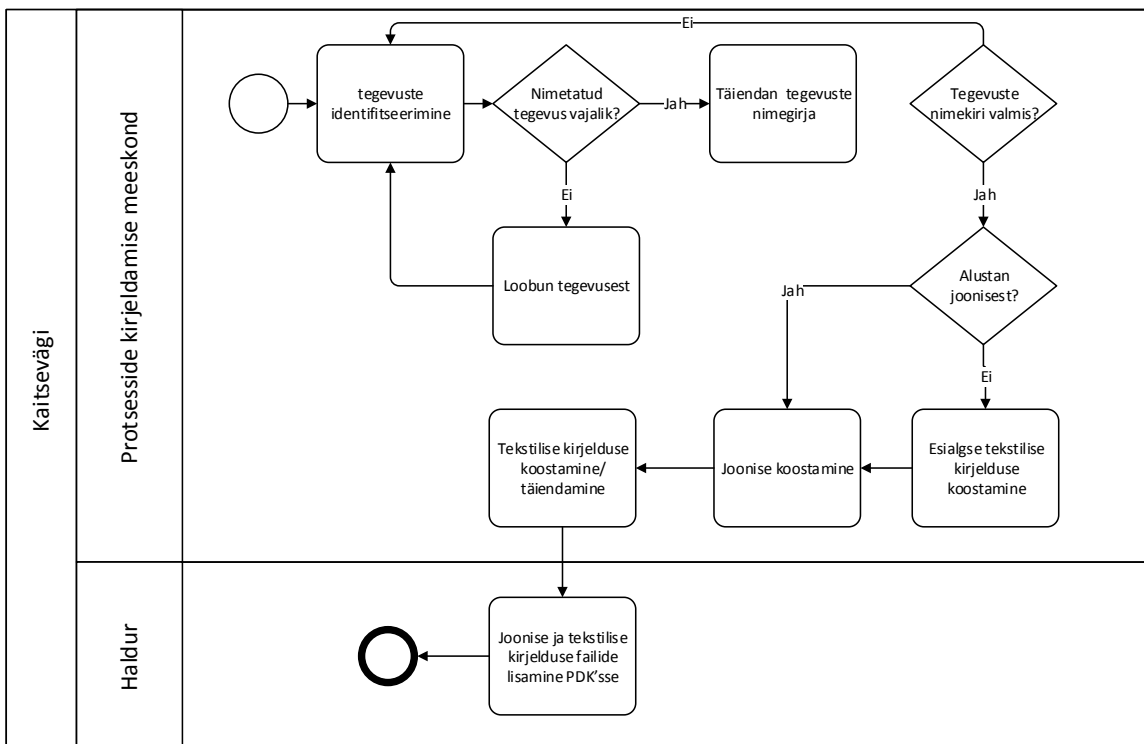 Kaitsevägi
Protsesside kirjeldamise meeskond
Ei
tegevuste
identifitseerimine
Nimetatud
tegevus vajalik?
Jah
Täiendan tegevuste
nimegirja
Tegevuste
nimekiri valmis?
Ei
Jah
Loobun tegevusest
Alustan
joonisest?
Jah
Ei
Tekstilise kirjelduse
koostamine/
täiendamine
Joonise koostamine
Esialgse tekstilise
kirjelduse
koostamine
Haldur
Joonise ja tekstilise
kirjelduse failide
lisamine PDK'sse